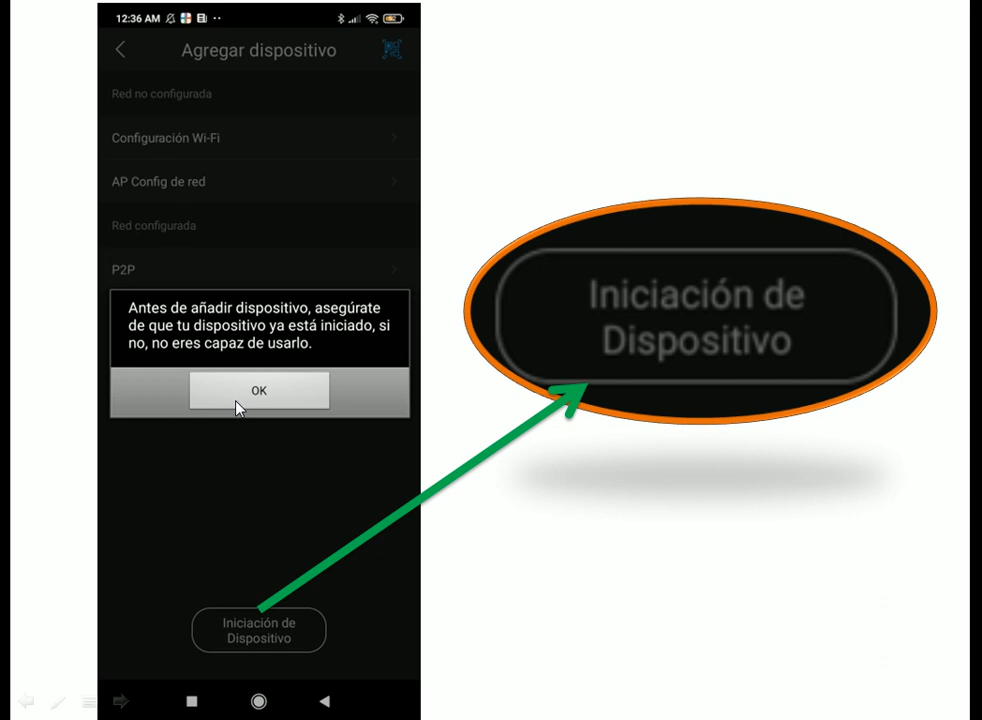 12:36 AM
Agregar dispositivo
Red no configurada
Configuración Wi-Fi
AP Config de red
Red configurada
P2P
Antes de añadir dispositivo, asegúrate
de que tu dispositivo ya está iniciado, si
no, no eres capaz de usarlo.
OK
Iniciación de
Dispositivo
Iniciación de
Dispositivo